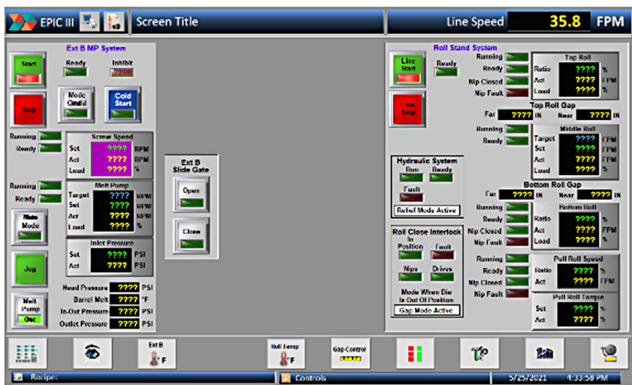 EPIC III
Screen Title
Line Speed 35.8 FPM
Ext B MP System
Start
Ready
Inhibit
????
Stop
Mode
Cold
Start
Running
Ready
Screw Speed
Set ???? RPM
Act ???? RPM
Load ???? %
Running
Ready
Melt Pump
Target ???? RPM
Set ???? RPM
Act ???? RPM
Load ???? %
Mode
Inlet Pressure
Set ???? PSI
Act ???? PSI
Jog
Melt
Pump
Out
Head Pressure ???? PSI
Barrel Melt ???? °F
In-Out Pressure ???? PSI
Outlet Pressure ???? PSI
Ext B
Slide Gate
Open
Close
Roll Stand System
Line
Start
Ready
Line
Stop
Running
Ready
Nip Closed
Nip Fault
Top Roll
Ratio ???? %
Act ???? FPM
Load ???? %
Top Roll Gap
Far ???? IN Near ???? IN
Running
Ready
Middle Roll
Target ???? FPM
Set ???? FPM
Act ???? FPM
Load ???? %
Hydraulic System
Run Ready
Fault
Relief Mode Active
Bottom Roll Gap
Far ???? IN Near ???? IN
Running
Ready
Nip Closed
Nip Fault
Bottom Roll
Ratio ???? %
Act ???? FPM
Load ???? %
Roll Close Interlock
In
Position Fault
Nips Drives
Mode When Die
Is Out Of Position
Gap Mode Active
Running
Ready
Nip Closed
Nip Fault
Pull Roll Speed
Ratio ???? %
Act ???? FPM
Pull Roll Torque
Set ???? %
Act ???? %
Ext B
°F
Roll Temp
°F
Gap Control
Recipe:
Controls
5/25/2021 4:33:58 PM